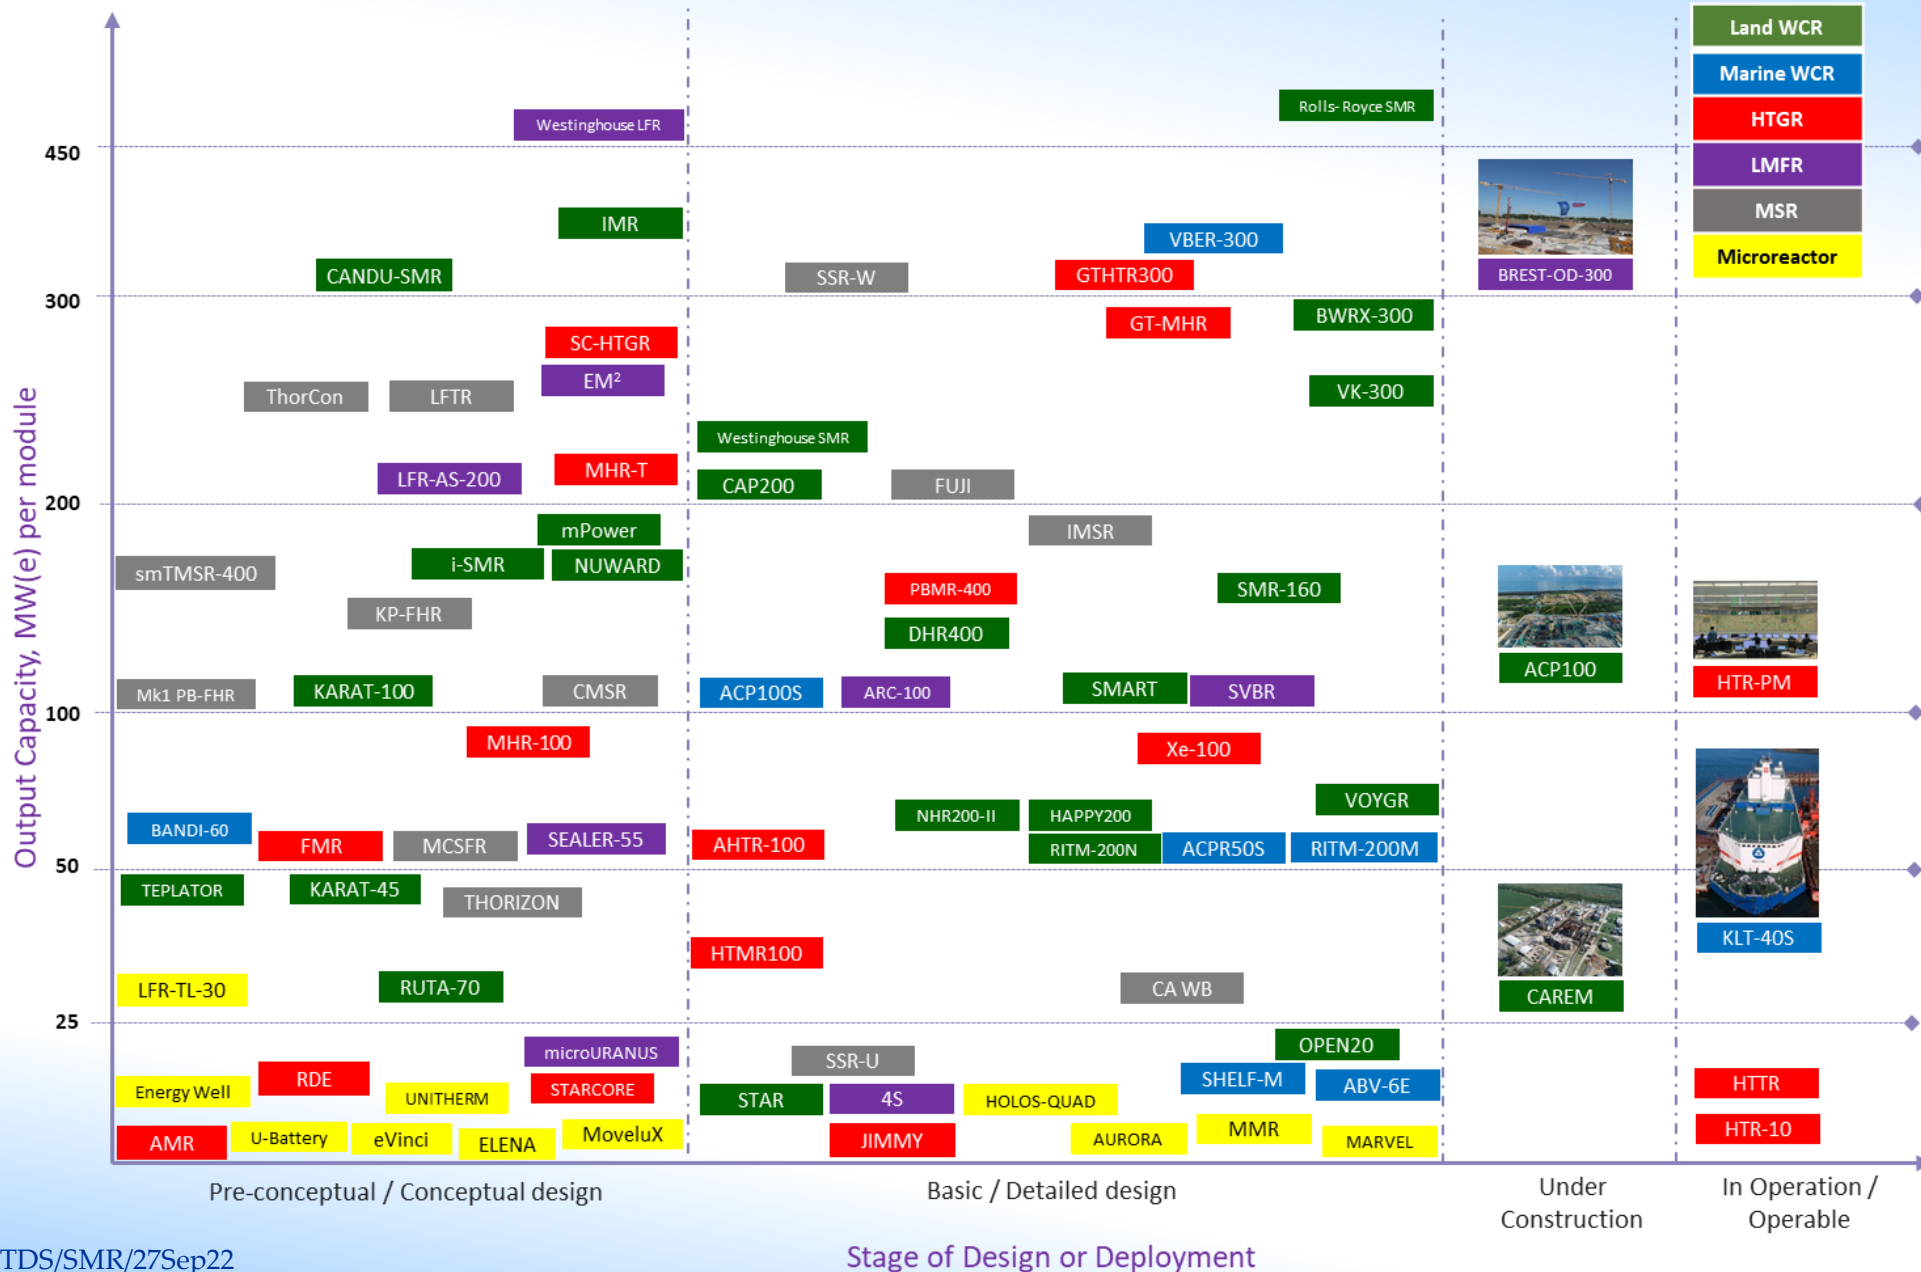 Land WCR
Marine WCR
HTGR
LMFR
MSR
Microreactor
Output Capacity, MW(e) per module
450
300
200
100
50
25
Westinghouse LFR
Rolls- Royce SMR
IMR
VBER-300
CANDU-SMR
SSR-W
GTHTR300
BREST-OD-300
GT-MHR
BWRX-300
SC-HTGR
EM²
ThorCon
LFTR
VK-300
Westinghouse SMR
LFR-AS-200
MHR-T
CAP200
FUJI
mPower
IMSR
i-SMR
NUWARD
smTMSR-400
PBMR-400
SMR-160
KP-FHR
DHR400
ACP100
HTR-PM
Mk1 PB-FHR
KARAT-100
CMSR
ACP100S
ARC-100
SMART
SVBR
MHR-100
Xe-100
VOYGR
BANDI-60
NHR200-II
HAPPY200
FMR
MCSFR
SEALER-55
AHTR-100
RITM-200N
ACPR50S
RITM-200M
TEPLATOR
KARAT-45
THORIZON
KLT-40S
HTMR100
LFR-TL-30
RUTA-70
CA WB
CAREM
microURANUS
SSR-U
OPEN20
Energy Well
RDE
UNITHERM
STARCORE
STAR
4S
HOLOS-QUAD
SHELF-M
ABV-6E
HTTR
AMR
U-Battery
eVinci
ELENA
MoveluX
JIMMY
AURORA
MMR
MARVEL
HTR-10
Pre-conceptual / Conceptual design
Basic / Detailed design
Under
Construction
In Operation /
Operable
Stage of Design or Deployment
TDS/SMR/27Sep22